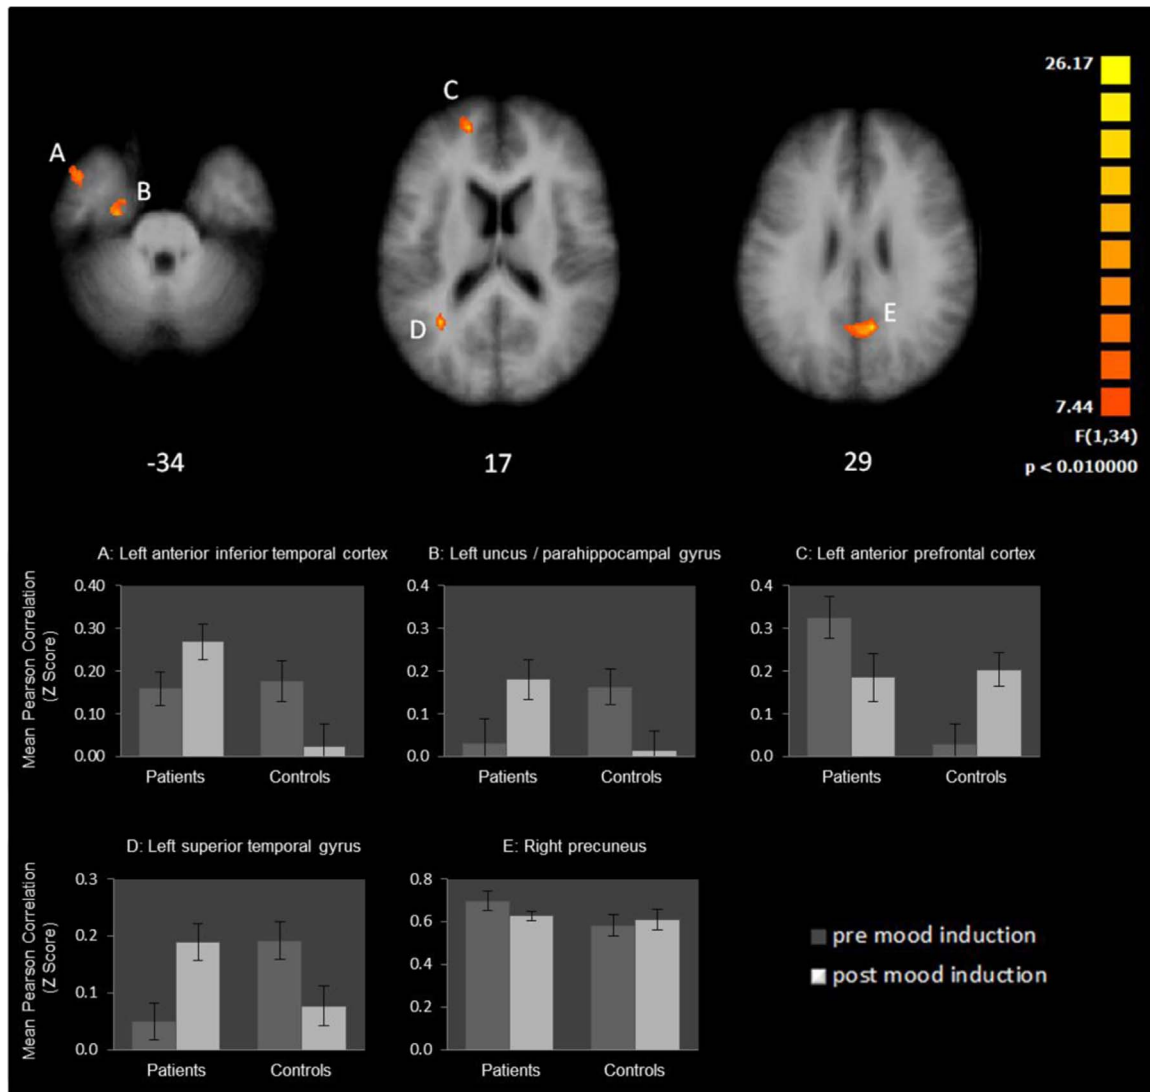 C
A
B
D
E
26.17
7.44
F(1,34)
p < 0.010000
-34
17
29
A: Left anterior inferior temporal cortex
B: Left uncus / parahippocampal gyrus
C: Left anterior prefrontal cortex
Mean Pearson Correlation
(Z Score)
0.40
0.30
0.20
0.10
0.00
Patients
Controls
0.4
0.3
0.2
0.1
0.0
Patients
Controls
0.4
0.3
0.2
0.1
0.0
Patients
Controls
D: Left superior temporal gyrus
E: Right precuneus
Mean Pearson Correlation
(Z Score)
0.3
0.2
0.1
0.0
Patients
Controls
0.8
0.6
0.4
0.2
0.0
Patients
Controls
pre mood induction
post mood induction